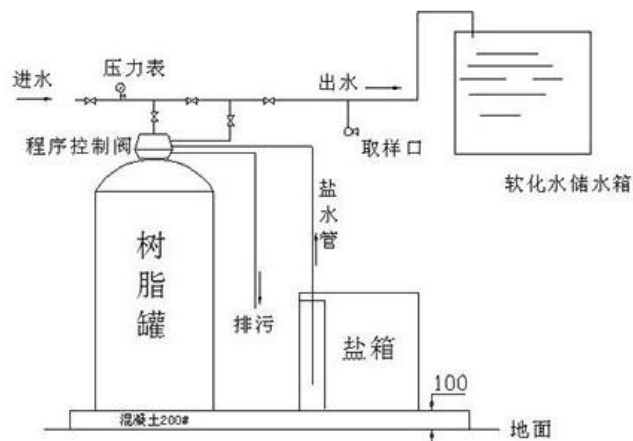 进水
压力表
出水
程序控制阀
取样口
软化水储水箱
盐水管
树脂罐
排污
盐箱
100
混凝土200#
地面